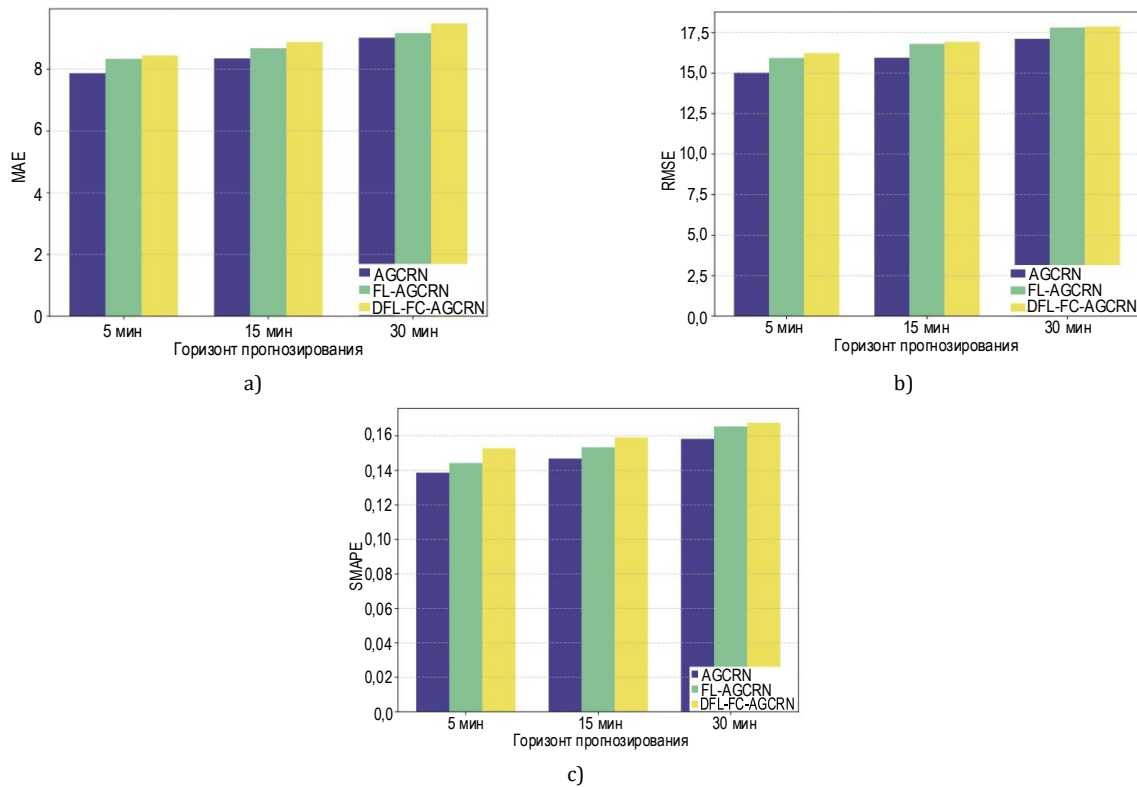 MAE
8
6
4
2
0
AGCRN
FL-AGCRN
DFL-FC-AGCRN
5 мин
15 мин
30 мин
Горизонт прогнозирования
a)
RMSE
17,5
15,0
12,5
10,0
7,5
5,0
2,5
0,0
AGCRN
FL-AGCRN
DFL-FC-AGCRN
5 мин
15 мин
30 мин
Горизонт прогнозирования
b)
SMAPE
0,16
0,14
0,12
0,10
0,08
0,06
0,04
0,02
0,0
AGCRN
FL-AGCRN
DFL-FC-AGCRN
5 мин
15 мин
30 мин
Горизонт прогнозирования
c)